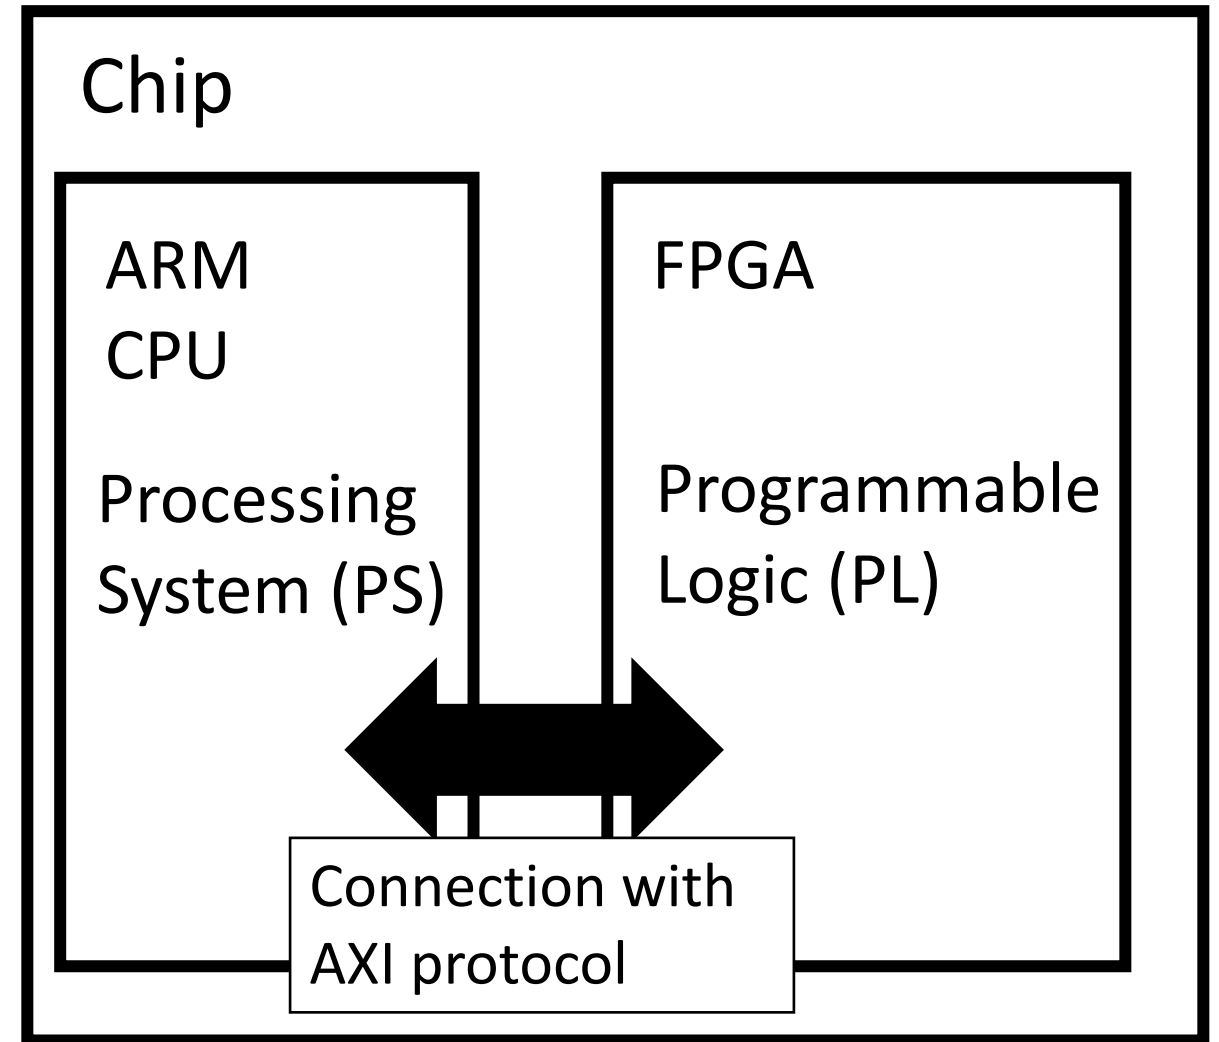 Chip
ARM
CPU
Processing
System (PS)
FPGA
Programmable
Logic (PL)
Connection with
AXI protocol